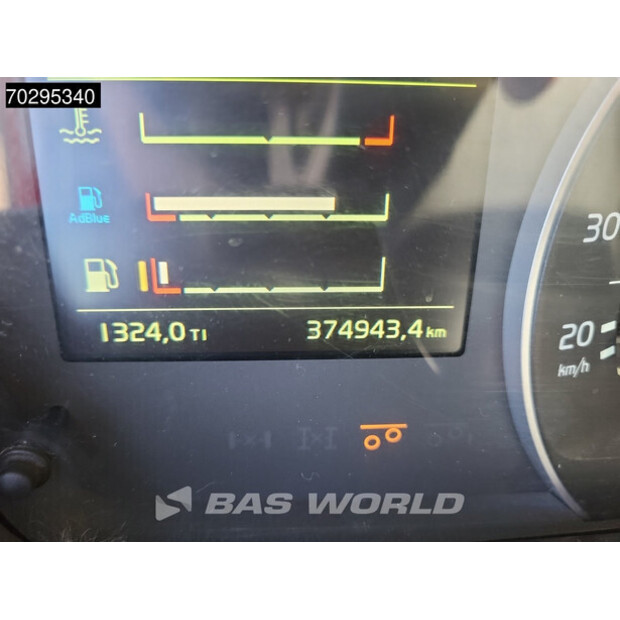 70295340
AdBlue
30
1324,0 TI
374943,4 km
20
km/h
BAS WORLD